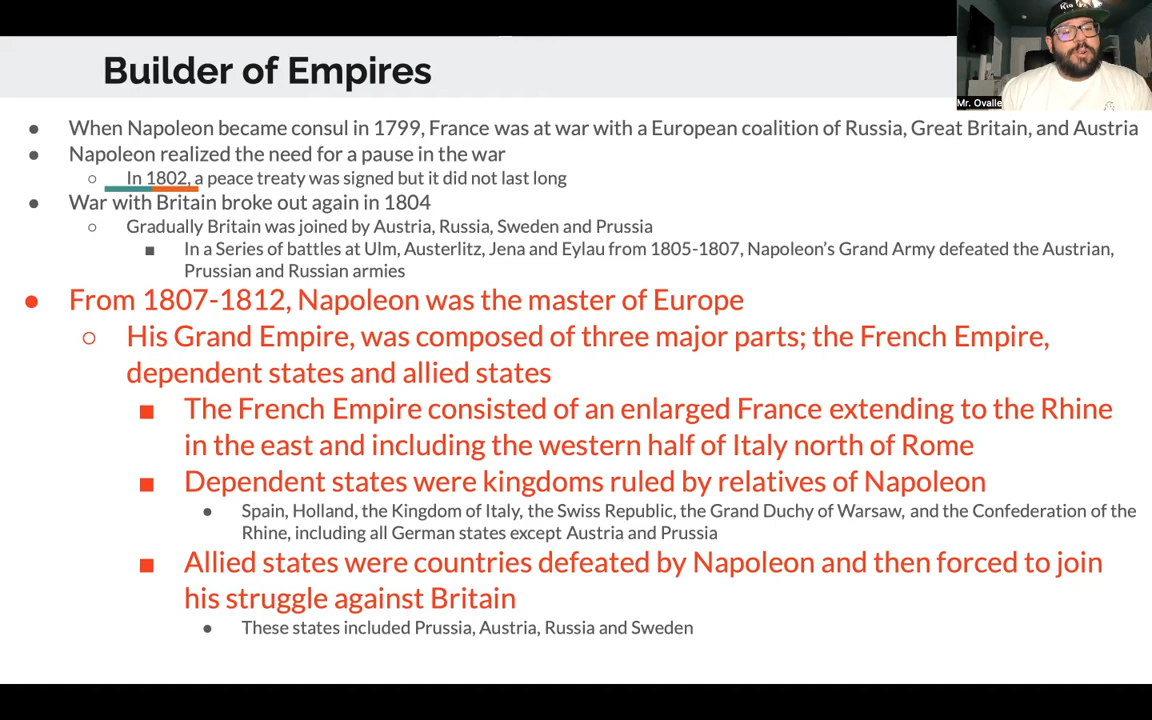 Builder of Empires
Mr. Ovalle
● When Napoleon became consul in 1799, France was at war with a European coalition of Russia, Great Britain, and Austria
● Napoleon realized the need for a pause in the war
○ In 1802, a peace treaty was signed but it did not last long
● War with Britain broke out again in 1804
○ Gradually Britain was joined by Austria, Russia, Sweden and Prussia
■ In a Series of battles at Ulm, Austerlitz, Jena and Eylau from 1805-1807, Napoleon's Grand Army defeated the Austrian,
Prussian and Russian armies
● From 1807-1812, Napoleon was the master of Europe
○ His Grand Empire, was composed of three major parts; the French Empire,
dependent states and allied states
■ The French Empire consisted of an enlarged France extending to the Rhine
in the east and including the western half of Italy north of Rome
■ Dependent states were kingdoms ruled by relatives of Napoleon
● Spain, Holland, the Kingdom of Italy, the Swiss Republic, the Grand Duchy of Warsaw, and the Confederation of the
Rhine, including all German states except Austria and Prussia
■ Allied states were countries defeated by Napoleon and then forced to join
his struggle against Britain
● These states included Prussia, Austria, Russia and Sweden